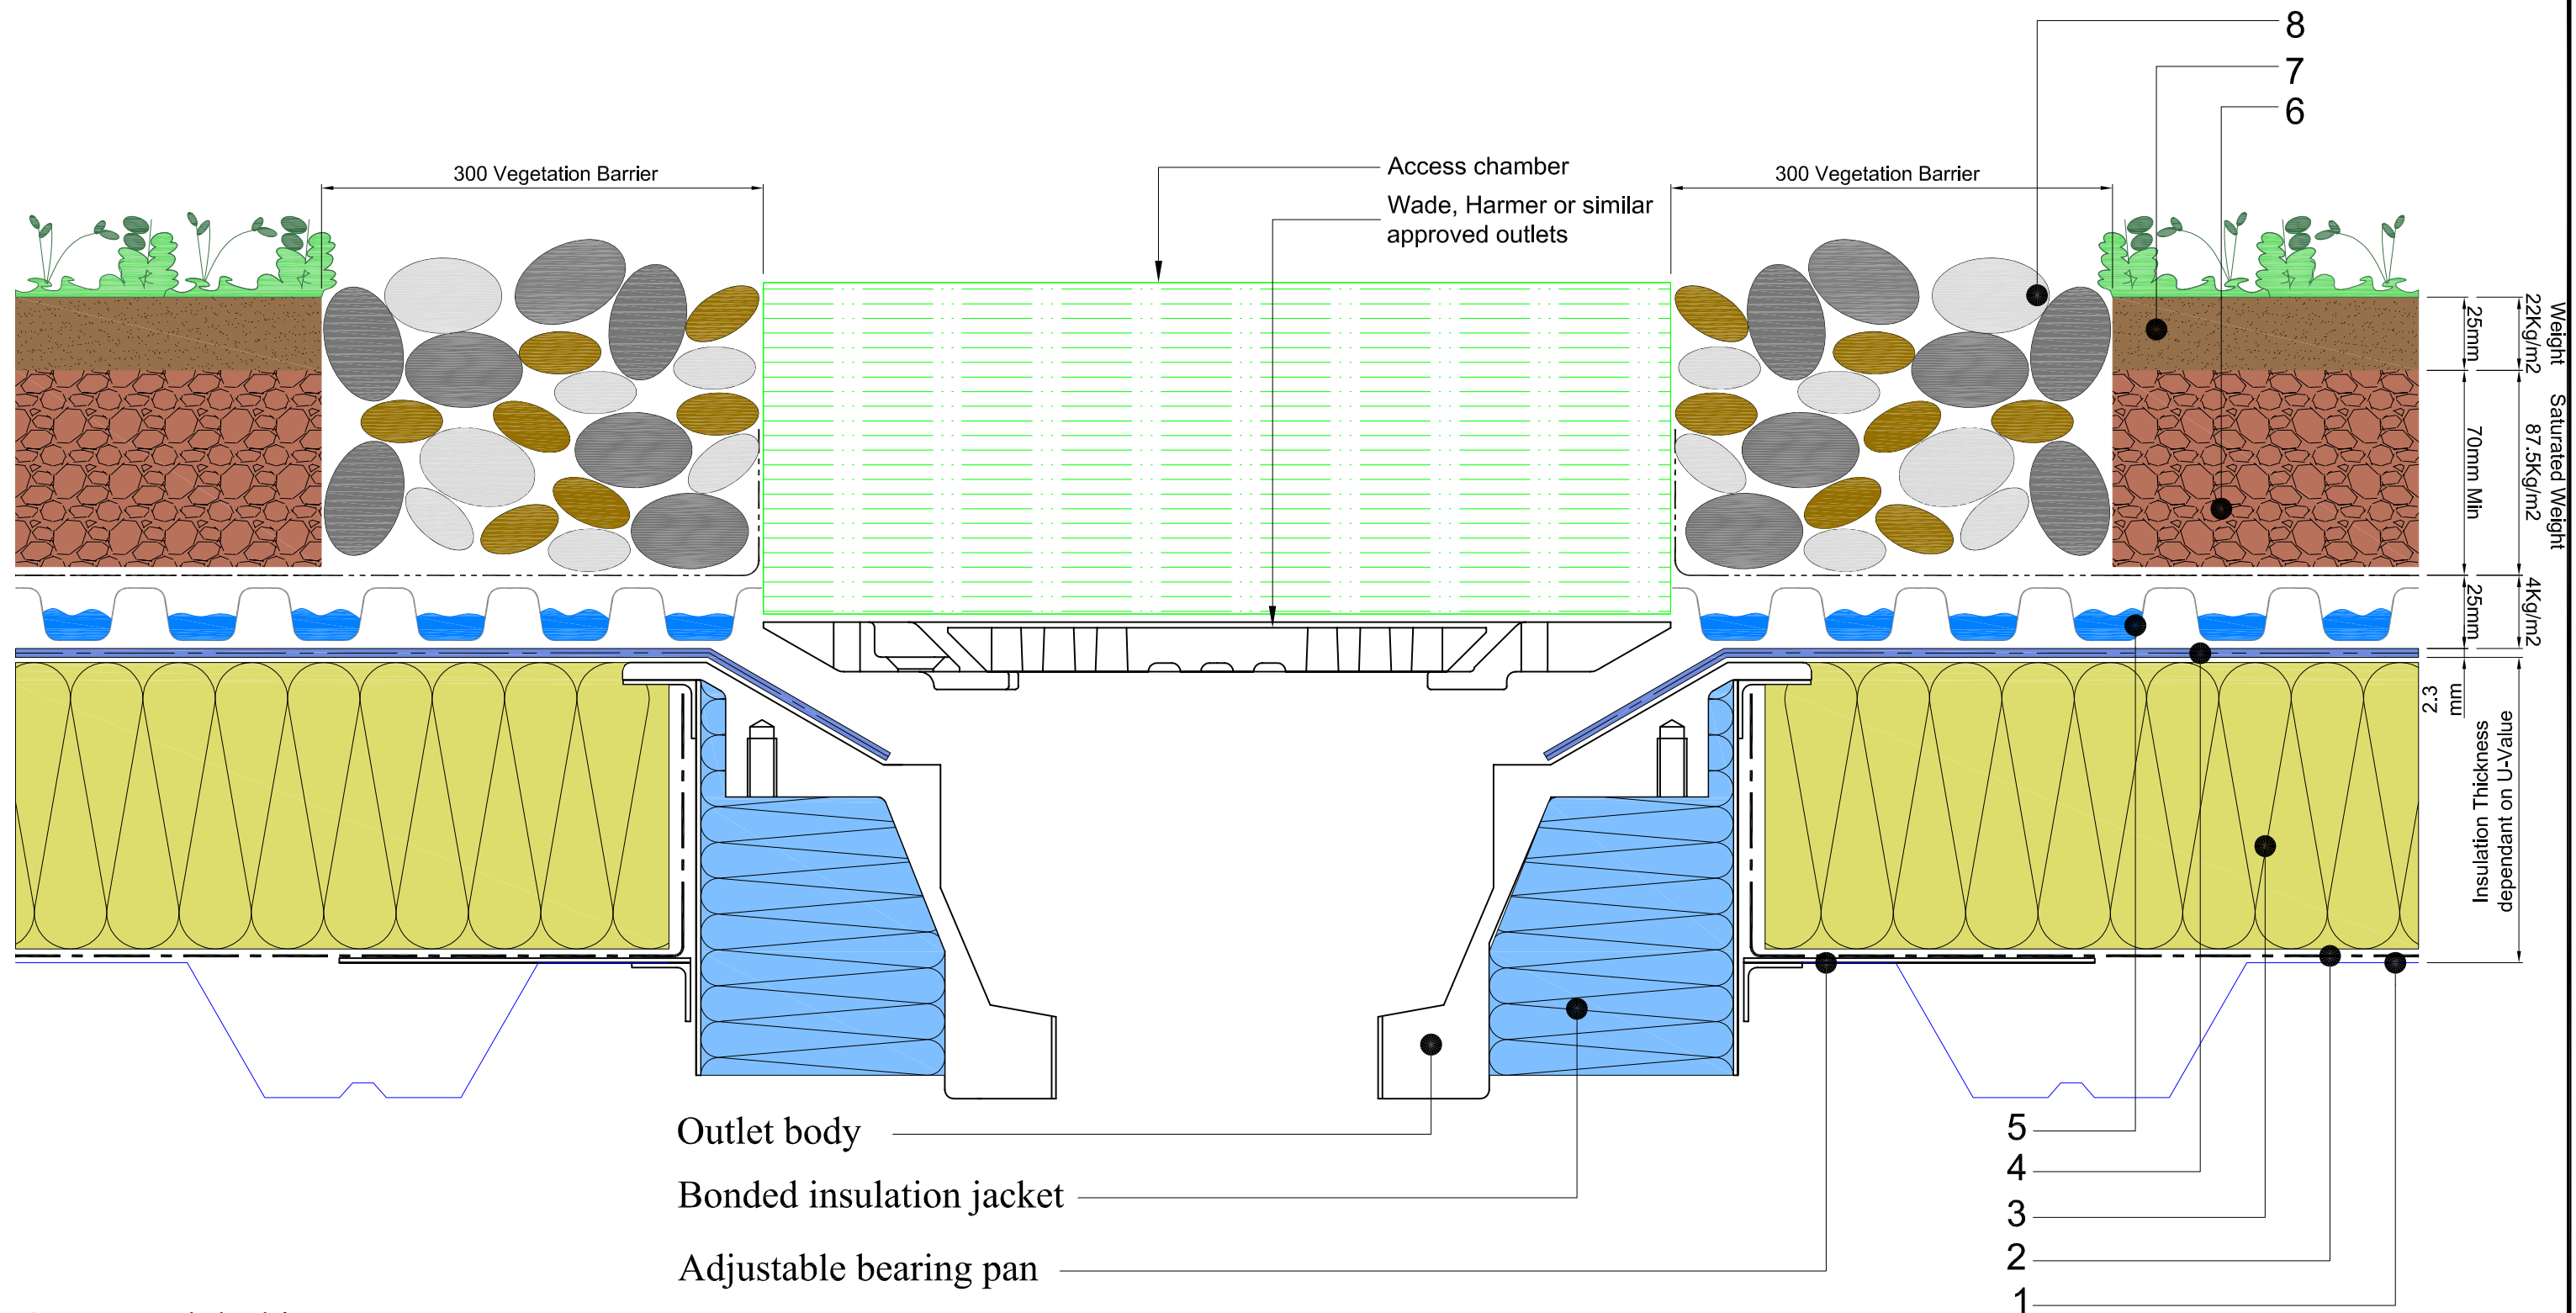 8
7
6
Access chamber
300 Vegetation Barrier
300 Vegetation Barrier
Wade, Harmer or similar
approved outlets
Weight
22Kg/m2
25mm
Saturated Weight
87.5Kg/m2
70mm Min
4Kg/m2
25mm
2.3
mm
Insulation Thickness
dependant on U-Value
Outlet body
Bonded insulation jacket
Adjustable bearing pan
5
4
3
2
1